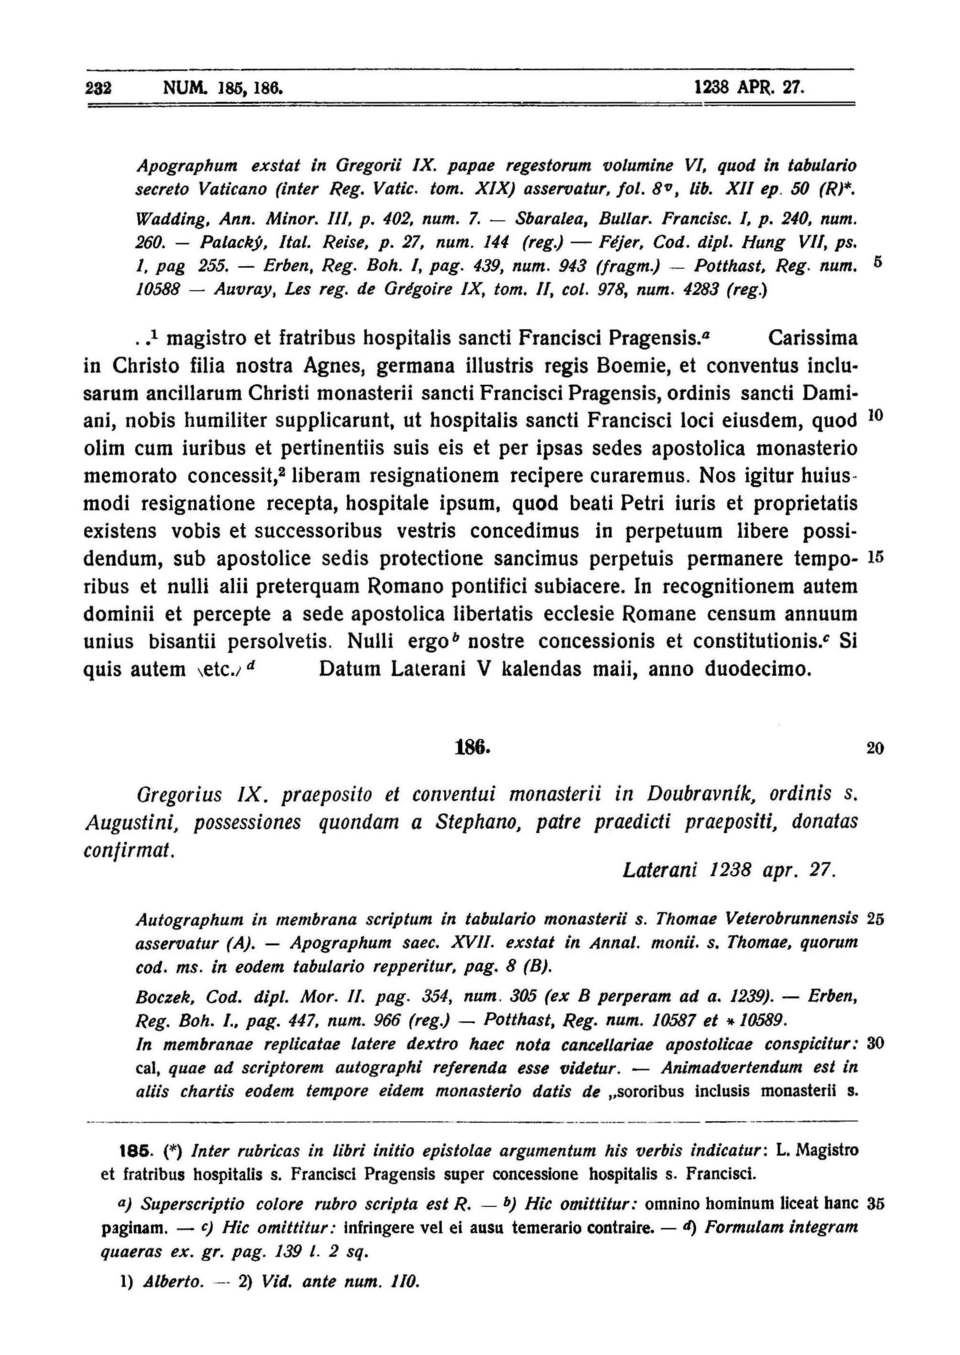 232 NUM. 185, 186. 1238 APR. 27.
Apographum exstat in Gregorii IX. papae regestorum volumine VI, quod in tabulario
secreto Vaticano (inter Reg. Vatic. tom. XIX) asservatur, fol. 8ᵛ, lib. XII ep. 50 (R)*.
Wadding, Ann. Minor. III, p. 402, num. 7. — Sbaralea, Bullar. Francisc. I, p. 240, num.
260. — Palacký, Ital. Reise, p. 27, num. 144 (reg.) — Féjer, Cod. dipl. Hung VII, ps.
1, pag 255. — Erben, Reg. Boh. I, pag. 439, num. 943 (fragm.) — Potthast, Reg. num. 5
10588 — Auvray, Les reg. de Grégoire IX, tom. II, col. 978, num. 4283 (reg.)
. .¹ magistro et fratribus hospitalis sancti Francisci Pragensis.ᵃ Carissima
in Christo filia nostra Agnes, germana illustris regis Boemie, et conventus inclu-
sarum ancillarum Christi monasterii sancti Francisci Pragensis, ordinis sancti Dami-
ani, nobis humiliter supplicarunt, ut hospitalis sancti Francisci loci eiusdem, quod 10
olim cum iuribus et pertinentiis suis eis et per ipsas sedes apostolica monasterio
memorato concessit,² liberam resignationem recipere curaremus. Nos igitur huius-
modi resignatione recepta, hospitale ipsum, quod beati Petri iuris et proprietatis
existens vobis et successoribus vestris concedimus in perpetuum libere possi-
dendum, sub apostolice sedis protectione sancimus perpetuis permanere tempo- 15
ribus et nulli alii preterquam Romano pontifici subiacere. In recognitionem autem
dominii et percepte a sede apostolica libertatis ecclesie Romane censum annuum
unius bisantii persolvetis. Nulli ergo ᵇ nostre concessionis et constitutionis.ᶜ Si
quis autem \etc./ ᵈ Datum Laterani V kalendas maii, anno duodecimo.
186. 20
Gregorius IX. praeposito et conventui monasterii in Doubravník, ordinis s.
Augustini, possessiones quondam a Stephano, patre praedicti praepositi, donatas
confirmat.
Laterani 1238 apr. 27.
Autographum in membrana scriptum in tabulario monasterii s. Thomae Veterobrunnensis 25
asservatur (A). — Apographum saec. XVII. exstat in Annal. monii. s. Thomae, quorum
cod. ms. in eodem tabulario repperitur, pag. 8 (B).
Boczek, Cod. dipl. Mor. II. pag. 354, num. 305 (ex B perperam ad a. 1239). — Erben,
Reg. Boh. I., pag. 447, num. 966 (reg.) — Potthast, Reg. num. 10587 et * 10589.
In membranae replicatae latere dextro haec nota cancellariae apostolicae conspicitur: 30
cal, quae ad scriptorem autographi referenda esse videtur. — Animadvertendum est in
aliis chartis eodem tempore eidem monasterio datis de „sororibus inclusis monasterii s.
185. (*) Inter rubricas in libri initio epistolae argumentum his verbis indicatur: L. Magistro
et fratribus hospitalis s. Francisci Pragensis super concessione hospitalis s. Francisci.
ᵃ) Superscriptio colore rubro scripta est R. — ᵇ) Hic omittitur: omnino hominum liceat hanc 35
paginam. — ᶜ) Hic omittitur: infringere vel ei ausu temerario contraire. — ᵈ) Formulam integram
quaeras ex. gr. pag. 139 l. 2 sq.
1) Alberto. — 2) Vid. ante num. 110.